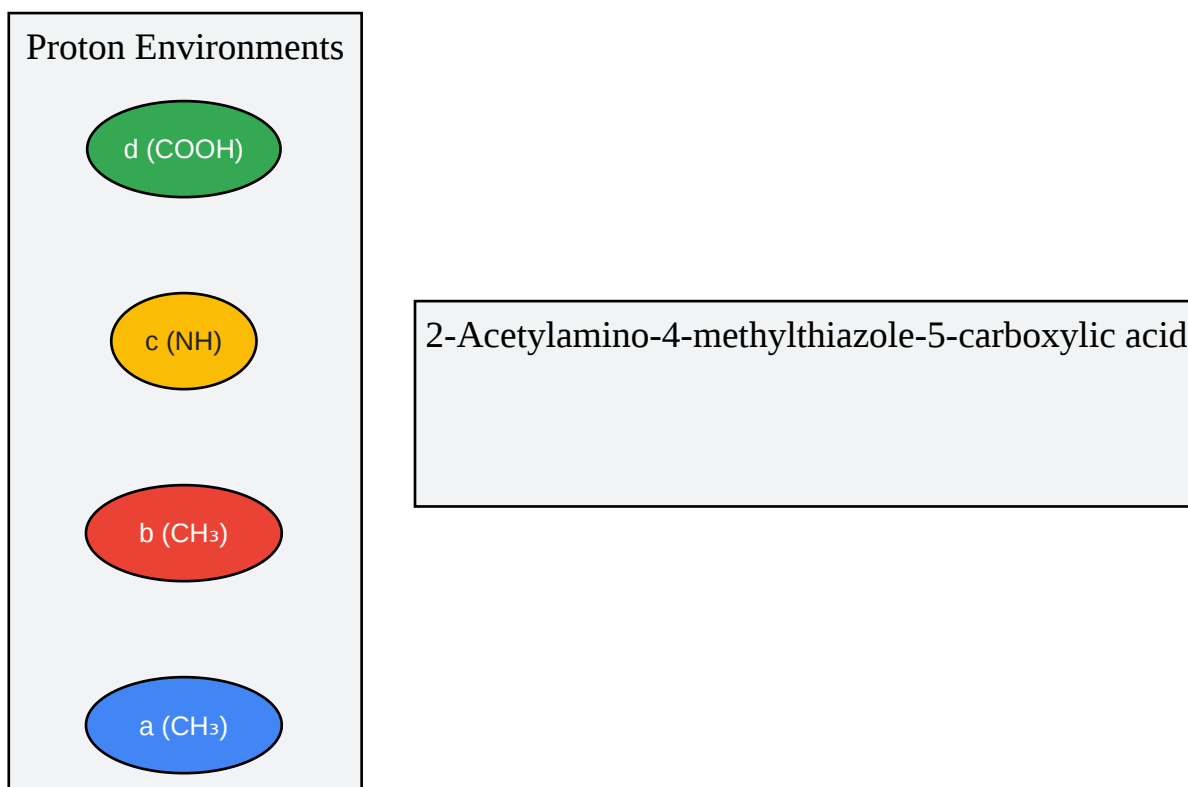 Proton Environments
d (COOH)
c (NH)
2-Acetylamino-4-methylthiazole-5-carboxylic acid
b (CH₃)
a (CH₃)